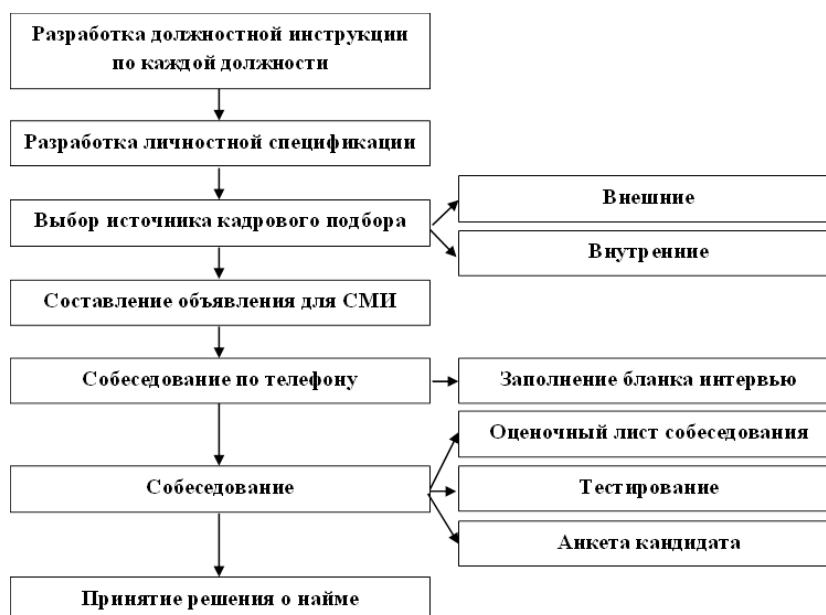 Разработка должностной инструкции
по каждой должности
Разработка личностной спецификации
Выбор источника кадрового подбора
Внешние
Внутренние
Составление объявления для СМИ
Собеседование по телефону
Заполнение бланка интервью
Оценочный лист собеседования
Собеседование
Тестирование
Анкета кандидата
Принятие решения о найме